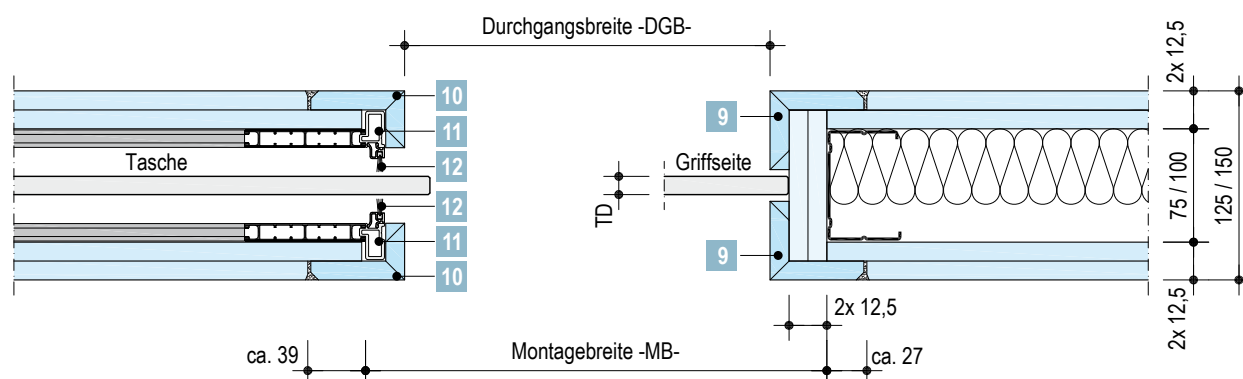 Durchgangsbreite -DGB-
2x 12,5
10
9
11
Tasche
12
Griffseite
TD
75 / 100
125 / 150
12
11
9
10
2x 12,5
2x 12,5
ca. 39
Montagebreite -MB-
ca. 27